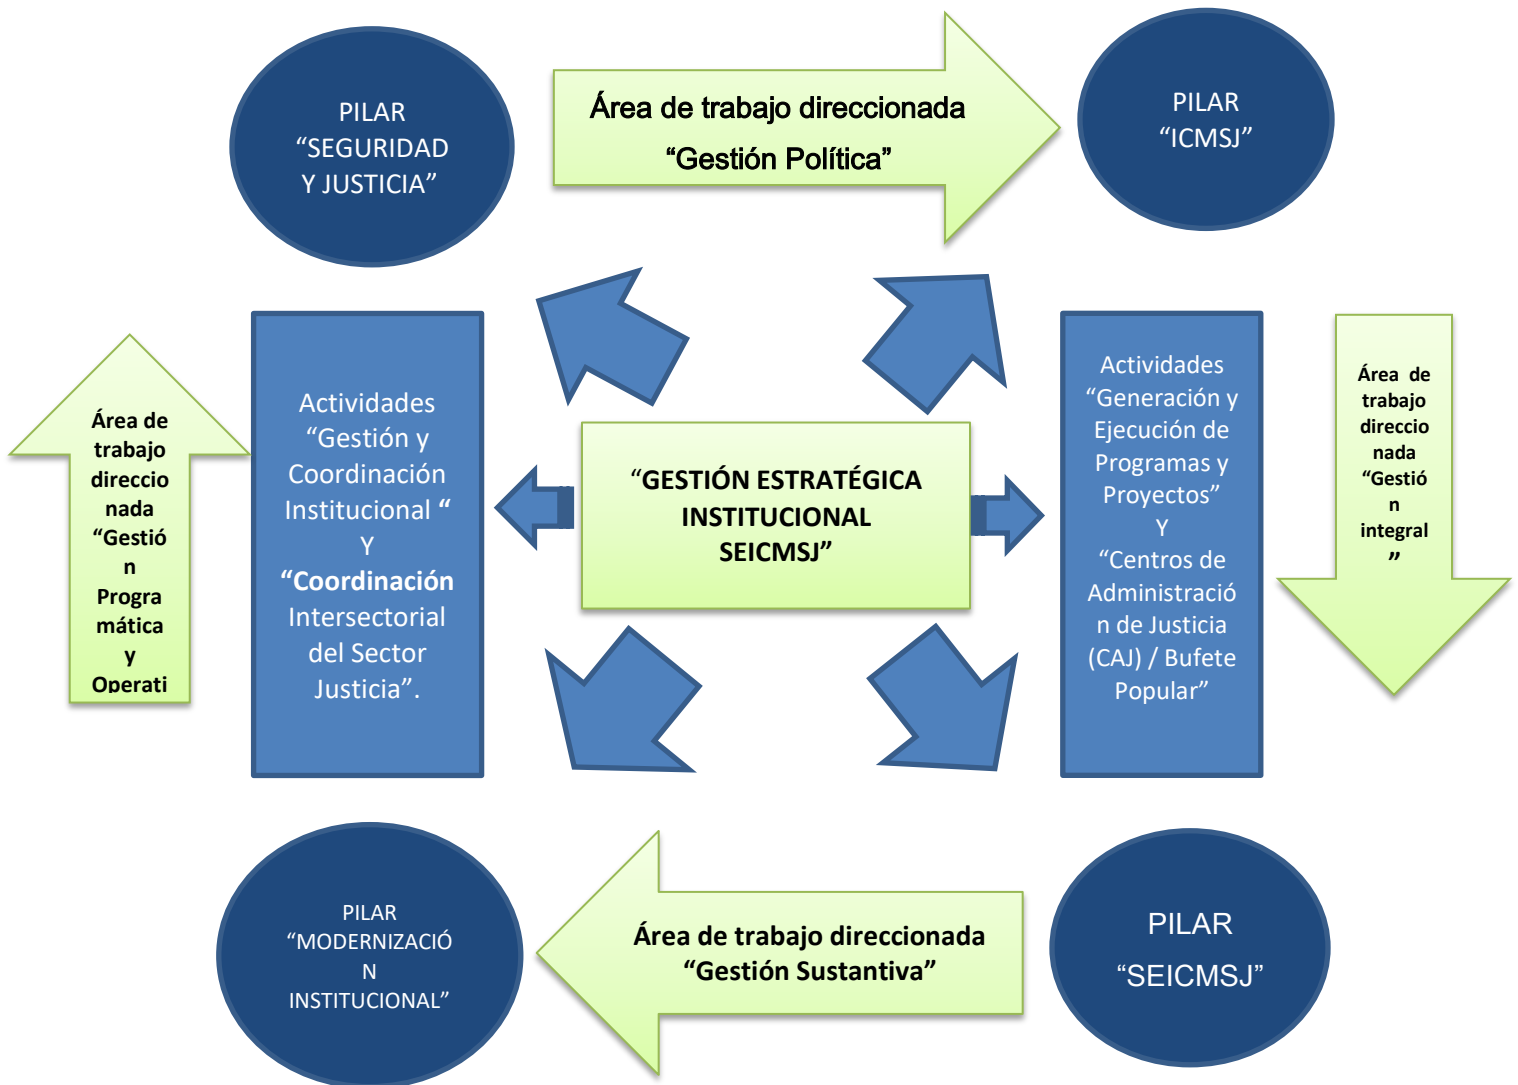 PILAR
“SEGURIDAD
Y JUSTICIA”
Área de trabajo direccionada
“Gestión Política”
PILAR
“ICMSJ”
Área de
trabajo
direccio
nada
“Gestió
n
Progra
mática
y
Operati
Actividades
“Gestión y
Coordinación
Institucional “
Y
“Coordinación
Intersectorial
del Sector
Justicia”.
“GESTIÓN ESTRATÉGICA
INSTITUCIONAL
SEICMSJ”
Actividades
“Generación y
Ejecución de
Programas y
Proyectos”
Y
“Centros de
Administració
n de Justicia
(CAJ) / Bufete
Popular”
Área de
trabajo
direccio
nada
“Gestió
n
integral
”
PILAR
“MODERNIZACIÓ
N
INSTITUCIONAL”
Área de trabajo direccionada
“Gestión Sustantiva”
PILAR
“SEICMSJ”